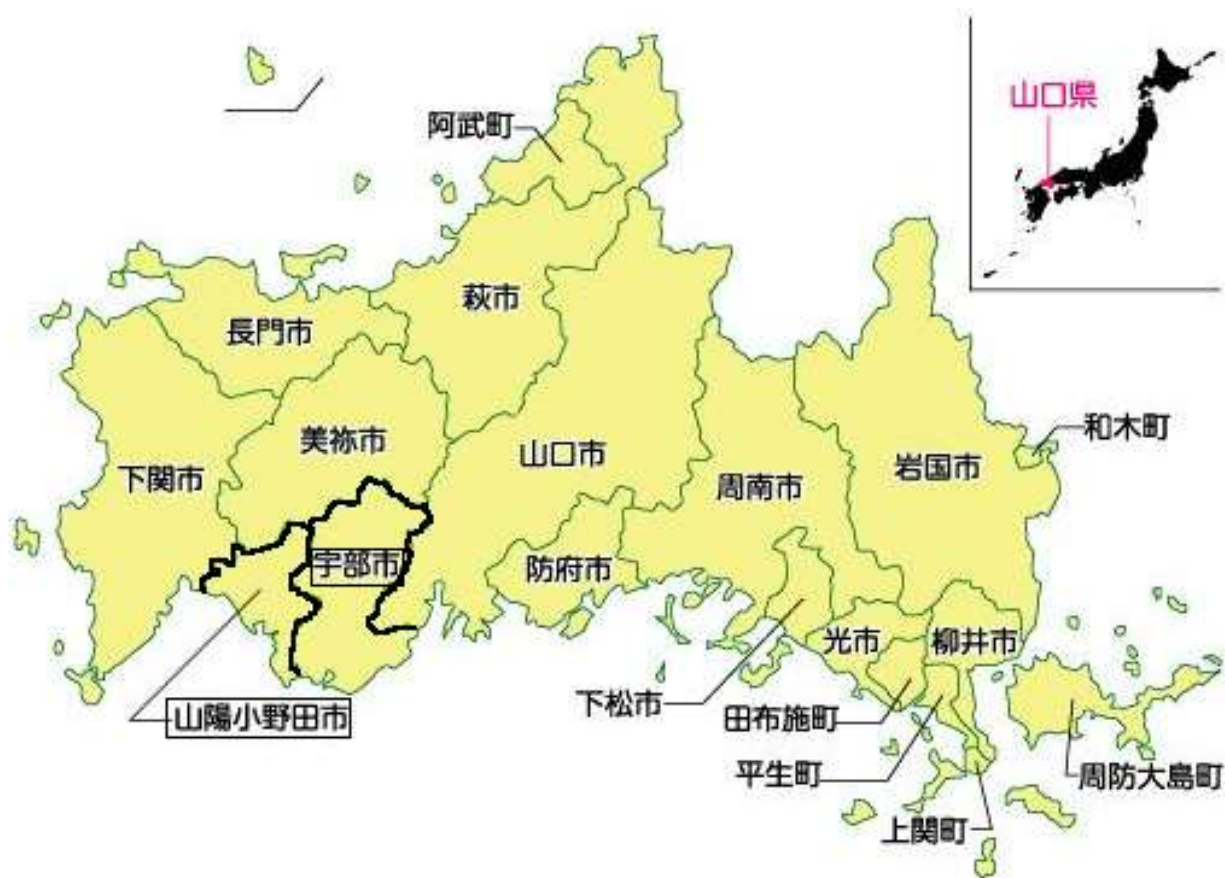 山口県
阿武町
萩市
長門市
美祢市
山口市
和木町
岩国市
下関市
周南市
宇部市
防府市
光市
柳井市
下松市
山陽小野田市
田布施町
平生町
周防大島町
上関町